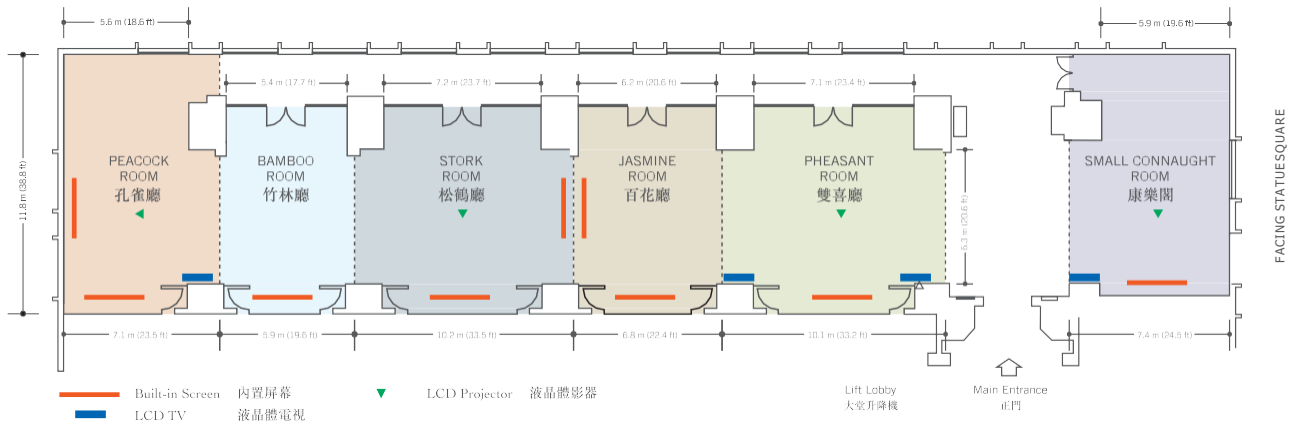 5.6 m (18.6 ft)
5.9 m (19.6 ft)
5.4 m (17.7 ft)
7.2 m (23.7 ft)
6.2 m (20.6 ft)
7.1 m (23.4 ft)
11.8 m (38.8 ft)
PEACOCK
ROOM
孔雀廳
BAMBOO
ROOM
竹林廳
STORK
ROOM
松鶴廳
JASMINE
ROOM
百花廳
PHEASANT
ROOM
雙喜廳
SMALL CONNAUGHT
ROOM
康樂閣
6.3 m (20.6 ft)
FACING STATUESQUARE
7.1 m (23.5 ft)
5.9 m (19.6 ft)
10.2 m (33.5 ft)
6.8 m (22.4 ft)
10.1 m (33.2 ft)
7.4 m (24.5 ft)
Built-in Screen 內置屏幕
LCD Projector 液晶體影器
LCD TV 液晶體電視
Lift Lobby
大堂升降機
Main Entrance
正門